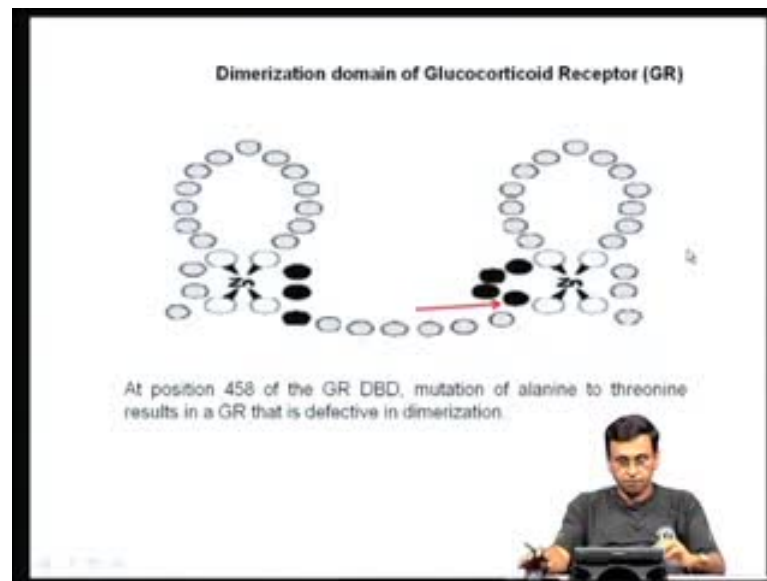 Dimerization domain of Glucocorticoid Receptor (GR)
Zn
Zn
At position 458 of the GR DBD, mutation of alanine to threonine
results in a GR that is defective in dimerization.